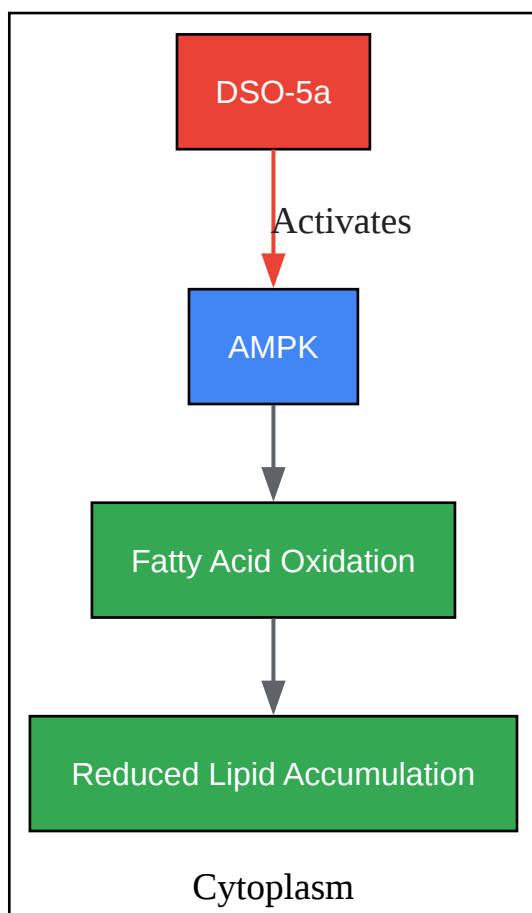 DSO-5a
Activates
AMPK
Fatty Acid Oxidation
Reduced Lipid Accumulation
Cytoplasm